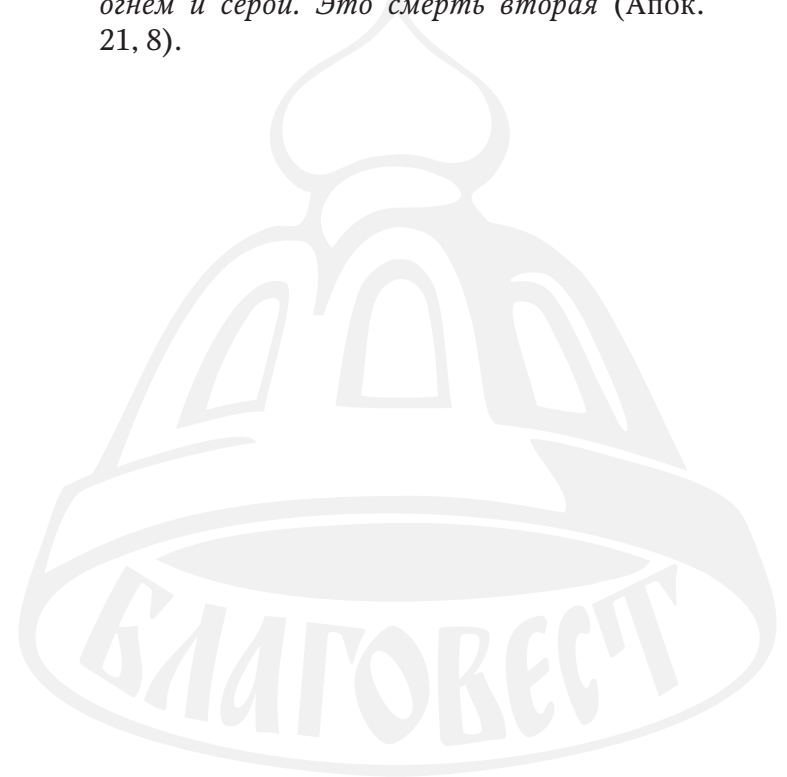 огнем и серой. Это смерть вторая (Апок.
21, 8).
БЛАГОВЕСТ